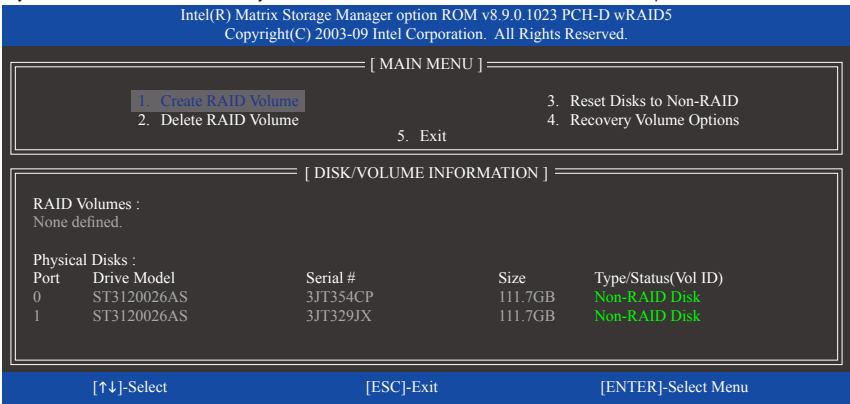 Intel(R) Matrix Storage Manager option ROM v8.9.0.1023 PCH-D wRAID5
Copyright(C) 2003-09 Intel Corporation. All Rights Reserved.
[ MAIN MENU ]
1. Create RAID Volume 3. Reset Disks to Non-RAID
2. Delete RAID Volume 4. Recovery Volume Options
5. Exit
[ DISK/VOLUME INFORMATION ]
RAID Volumes :
None defined.
Physical Disks :
Port Drive Model Serial # Size Type/Status(Vol ID)
0 ST3120026AS 3JT354CP 111.7GB Non-RAID Disk
1 ST3120026AS 3JT329JX 111.7GB Non-RAID Disk
[↑↓]-Select [ESC]-Exit [ENTER]-Select Menu